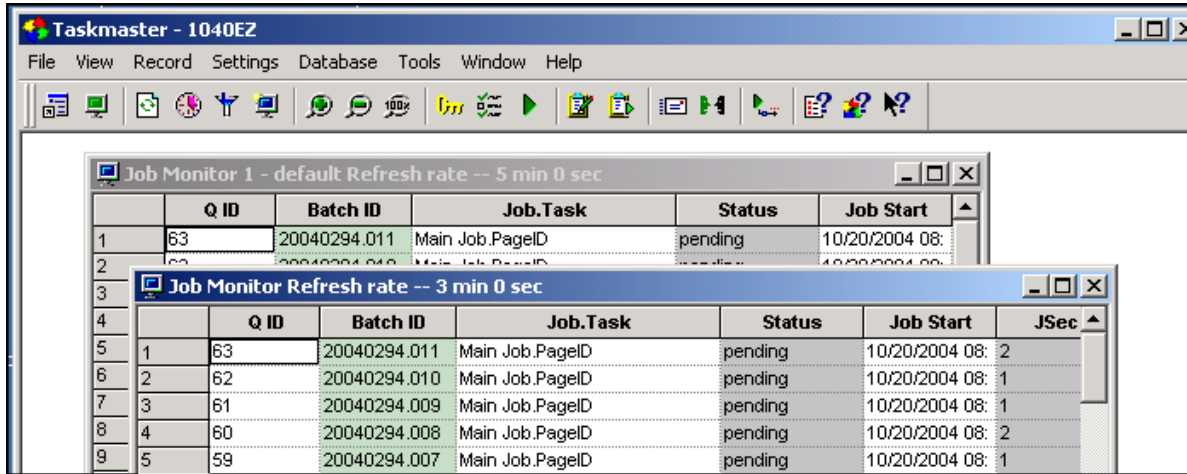 Taskmaster - 1040EZ
File View Record Settings Database Tools Window Help
100%
Job Monitor 1 - default Refresh rate -- 5 min 0 sec
Q ID Batch ID Job.Task Status Job Start
1 63 20040294.011 Main Job.PageID pending 10/20/2004 08:
2
3
Job Monitor Refresh rate -- 3 min 0 sec
4
Q ID Batch ID Job.Task Status Job Start JSec
5
1 63 20040294.011 Main Job.PageID pending 10/20/2004 08: 2
6
2 62 20040294.010 Main Job.PageID pending 10/20/2004 08: 1
7
3 61 20040294.009 Main Job.PageID pending 10/20/2004 08: 1
8
4 60 20040294.008 Main Job.PageID pending 10/20/2004 08: 2
9
5 59 20040294.007 Main Job.PageID pending 10/20/2004 08: 1